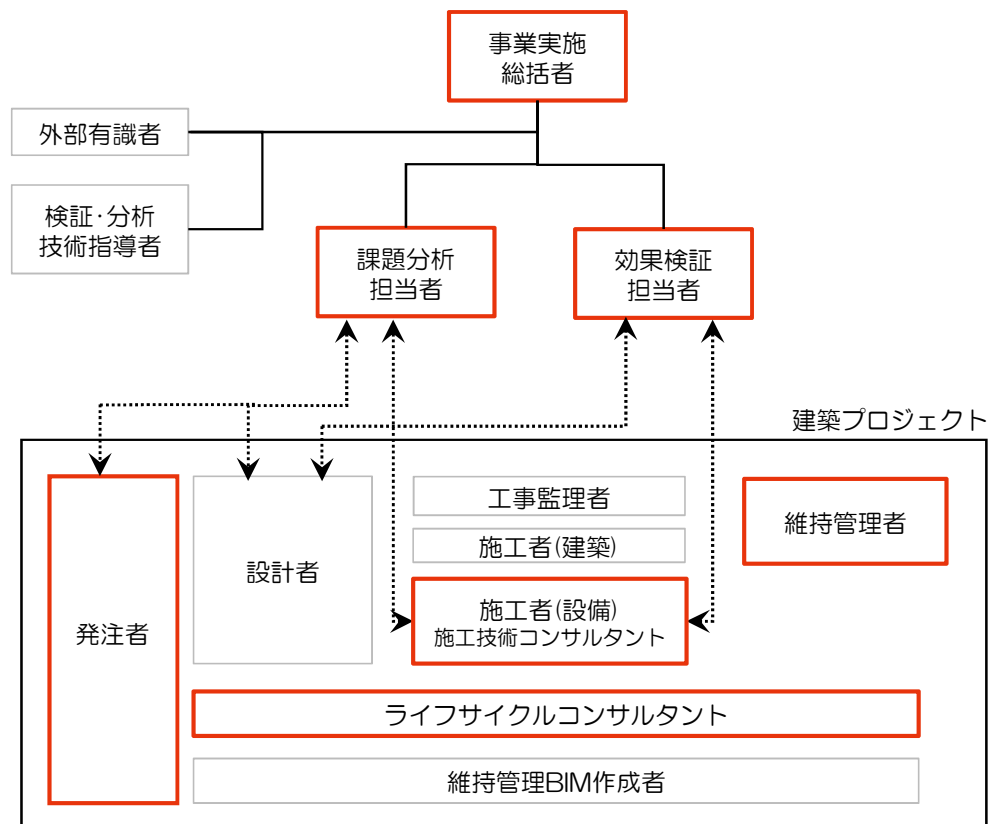 事業実施
総括者
外部有識者
検証・分析
技術指導者
課題分析
担当者
効果検証
担当者
建築プロジェクト
発注者
設計者
工事監理者
施工者(建築)
施工者(設備)
施工技術コンサルタント
維持管理者
ライフサイクルコンサルタント
維持管理BIM作成者